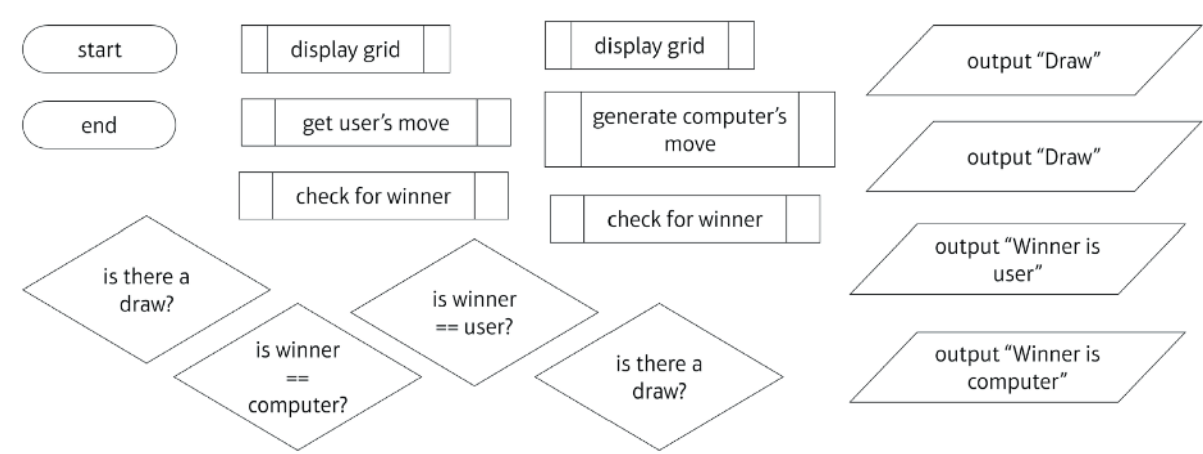 start
display grid
display grid
output “Draw”
end
get user’s move
generate computer’s
move
output “Draw”
check for winner
check for winner
output “Winner is
user”
is there a
draw?
is winner
== user?
is winner
==
computer?
is there a
draw?
output “Winner is
computer”